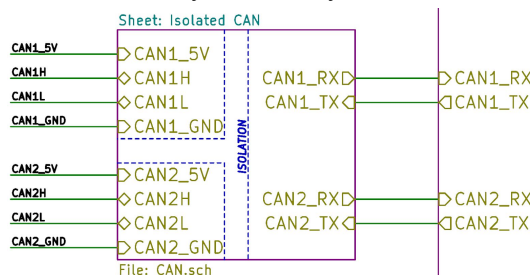 Sheet: Isolated CAN
CAN1_5V
CAN1H
CAN1L
CAN1_GND
CAN2_5V
CAN2H
CAN2L
CAN2_GND
CAN1_5V
CAN1H
CAN1L
CAN1_GND
CAN2_5V
CAN2H
CAN2L
CAN2_GND
ISOLATION
CAN1_RX
CAN1_TX
CAN2_RX
CAN2_TX
CAN1_RX
CAN1_TX
CAN2_RX
CAN2_TX
File: CAN.sch